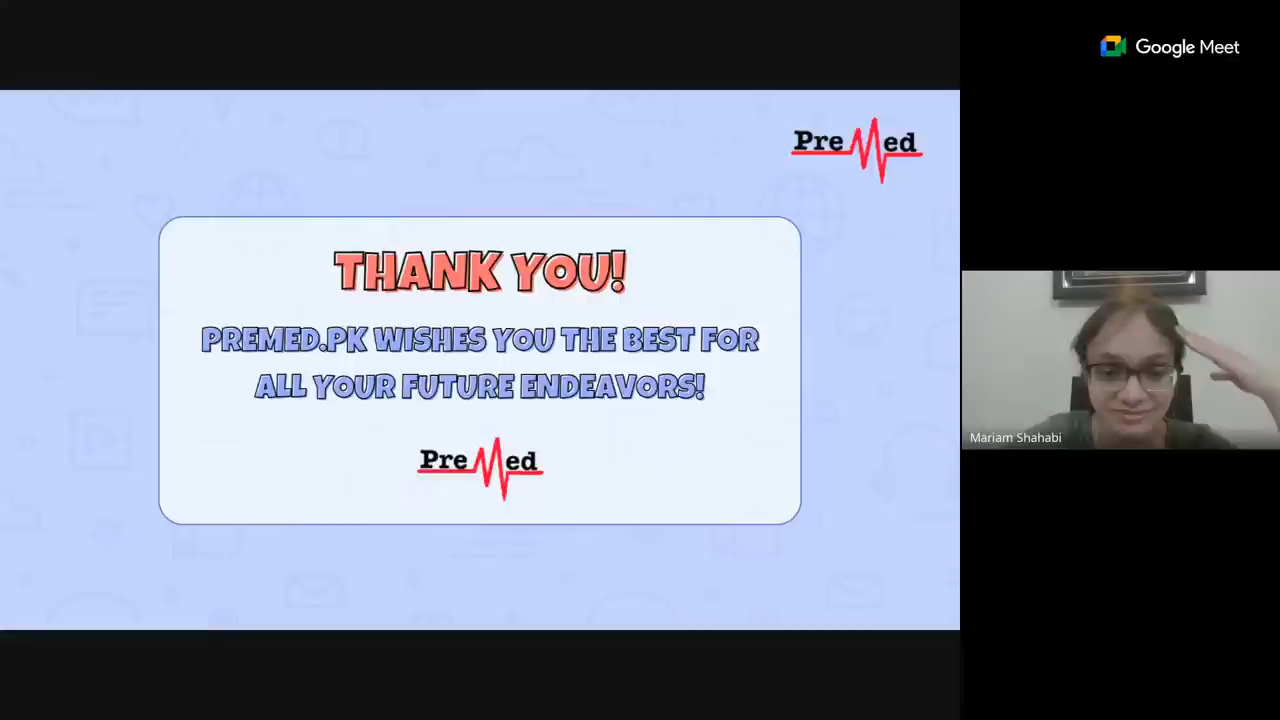 Google Meet
PreMed
THANK YOU!
PREMED.PK WISHES YOU THE BEST FOR
ALL YOUR FUTURE ENDEAVORS!
PreMed
Mariam Shahabi